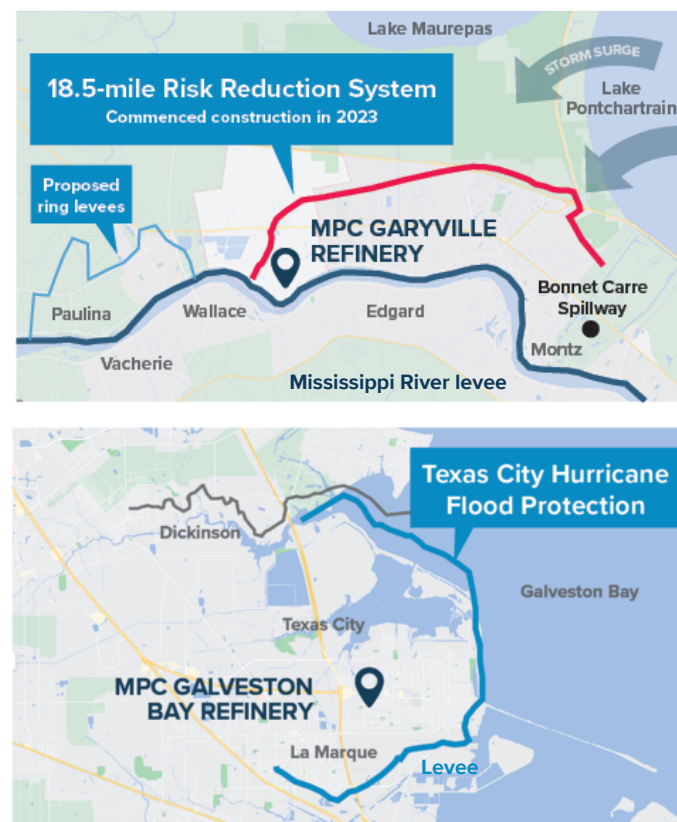 Lake Maurepas
STORM SURGE
18.5-mile Risk Reduction System
Commenced construction in 2023
Lake
Pontchartrain
Proposed
ring levees
MPC GARYVILLE
REFINERY
Bonnet Carre
Spillway
Paulina
Wallace
Edgard
Montz
Vacherie
Mississippi River levee
Texas City Hurricane
Flood Protection
Dickinson
Galveston Bay
Texas City
MPC GALVESTON
BAY REFINERY
La Marque
Levee